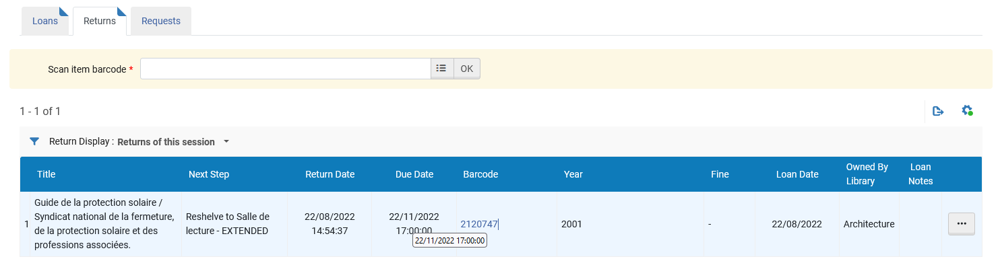 Loans
Returns
Requests
Scan item barcode *
OK
1 - 1 of 1
Return Display : Returns of this session
Title
Next Step
Return Date
Due Date
Barcode
Year
Fine
Loan Date
Owned By
Library
Loan
Notes
1
Guide de la protection solaire /
Syndicat national de la fermeture,
de la protection solaire et des
professions associées.
Reshelve to Salle de
lecture - EXTENDED
22/08/2022
14:54:37
22/11/2022
17:00:00
2120747
2001
-
22/08/2022
Architecture
22/11/2022 17:00:00